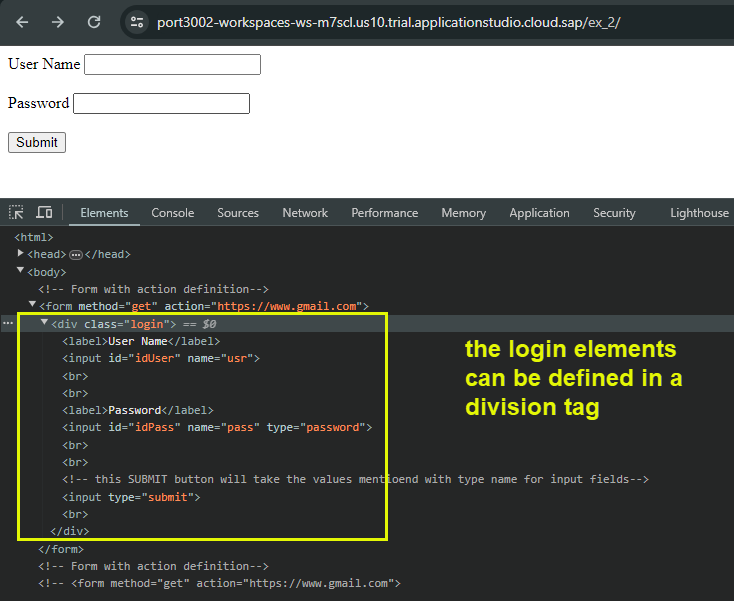 port3002-workspaces-ws-m7scl.us10.trial.applicationstudio.cloud.sap/ex_2/
User Name
Password
Submit
Elements Console Sources Network Performance Memory Application Security Lighthouse
<html>
<head> ••• </head>
<body>
<!-- Form with action definition-->
<form method="get" action="https://www.gmail.com">
••• <div class="login"> == $0
<label>User Name</label>
<input id="idUser" name="usr">
<br>
<br>
<label>Password</label>
<input id="idPass" name="pass" type="password">
<br>
<br>
<!-- this SUBMIT button will take the values mentioend with type name for input fields-->
<input type="submit">
<br>
</div>
</form>
<!-- Form with action definition-->
<!-- <form method="get" action="https://www.gmail.com">
the login elements
can be defined in a
division tag